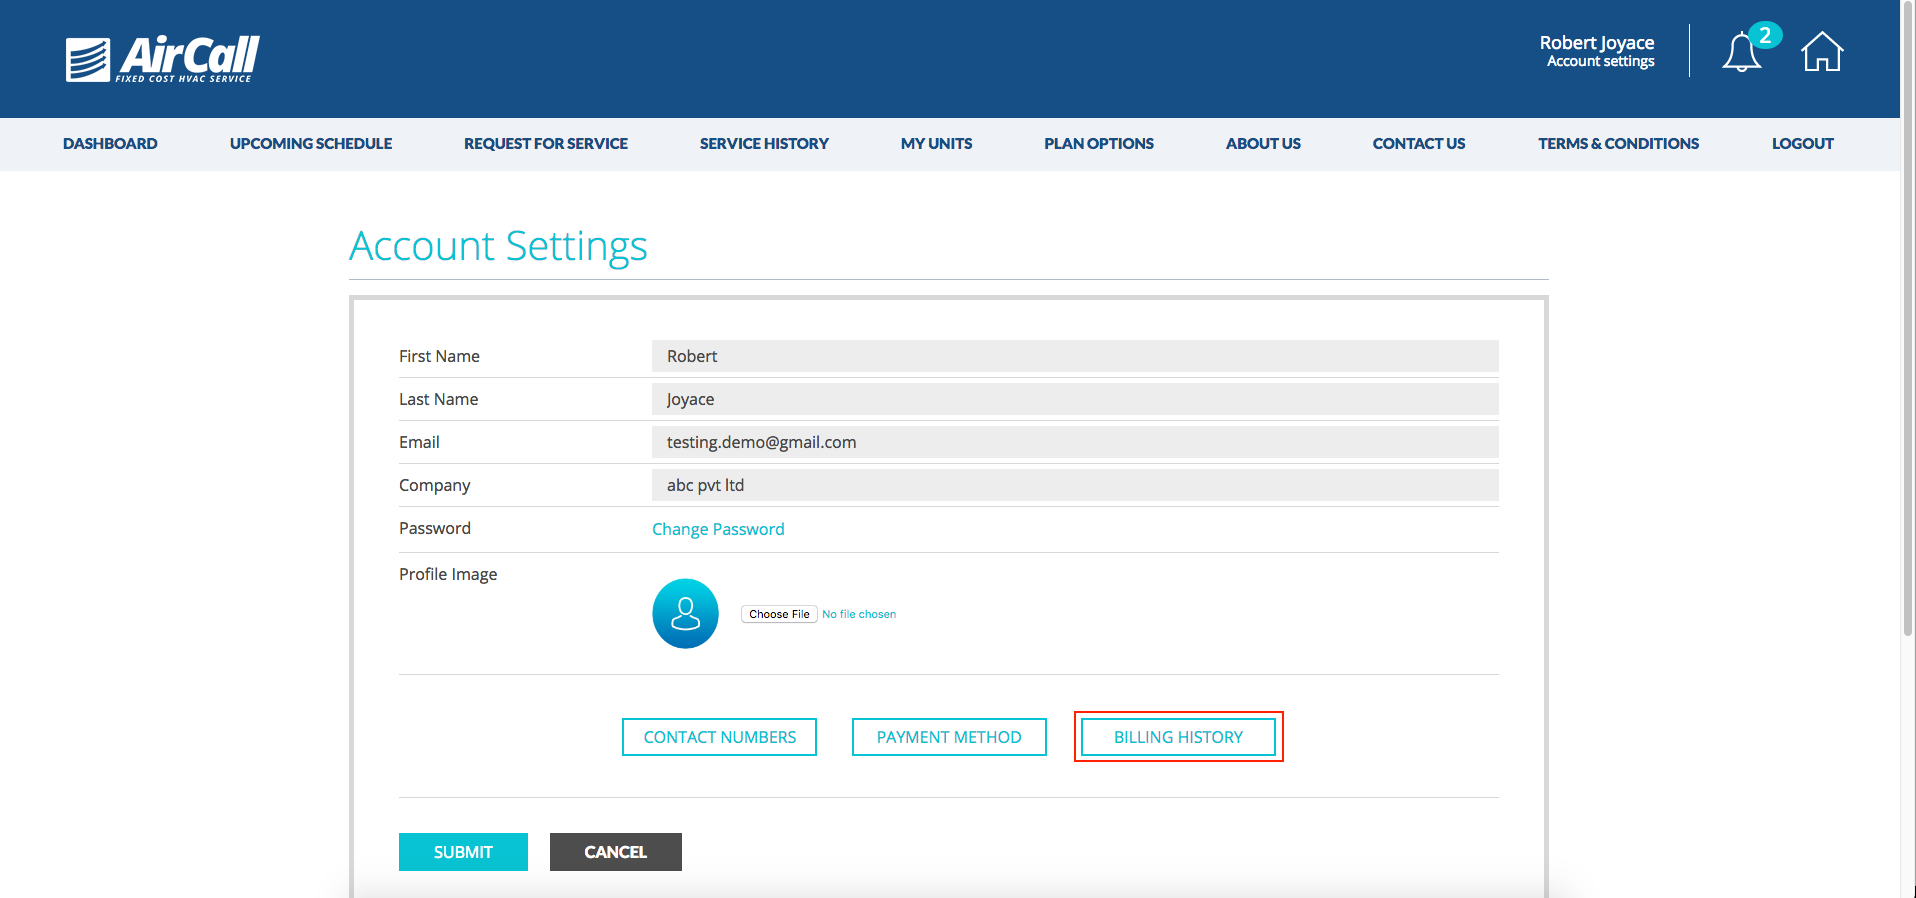 AirCall
FIXED COST HVAC SERVICE
Robert Joyace
Account settings
2
DASHBOARD UPCOMING SCHEDULE REQUEST FOR SERVICE SERVICE HISTORY MY UNITS PLAN OPTIONS ABOUT US CONTACT US TERMS & CONDITIONS LOGOUT
Account Settings
First Name Robert
Last Name Joyace
Email testing.demo@gmail.com
Company abc pvt ltd
Password Change Password
Profile Image
Choose File No file chosen
CONTACT NUMBERS PAYMENT METHOD BILLING HISTORY
SUBMIT CANCEL